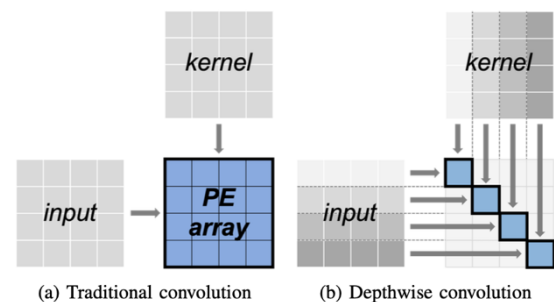 kernel
input
PE
array
(a) Traditional convolution
kernel
input
(b) Depthwise convolution